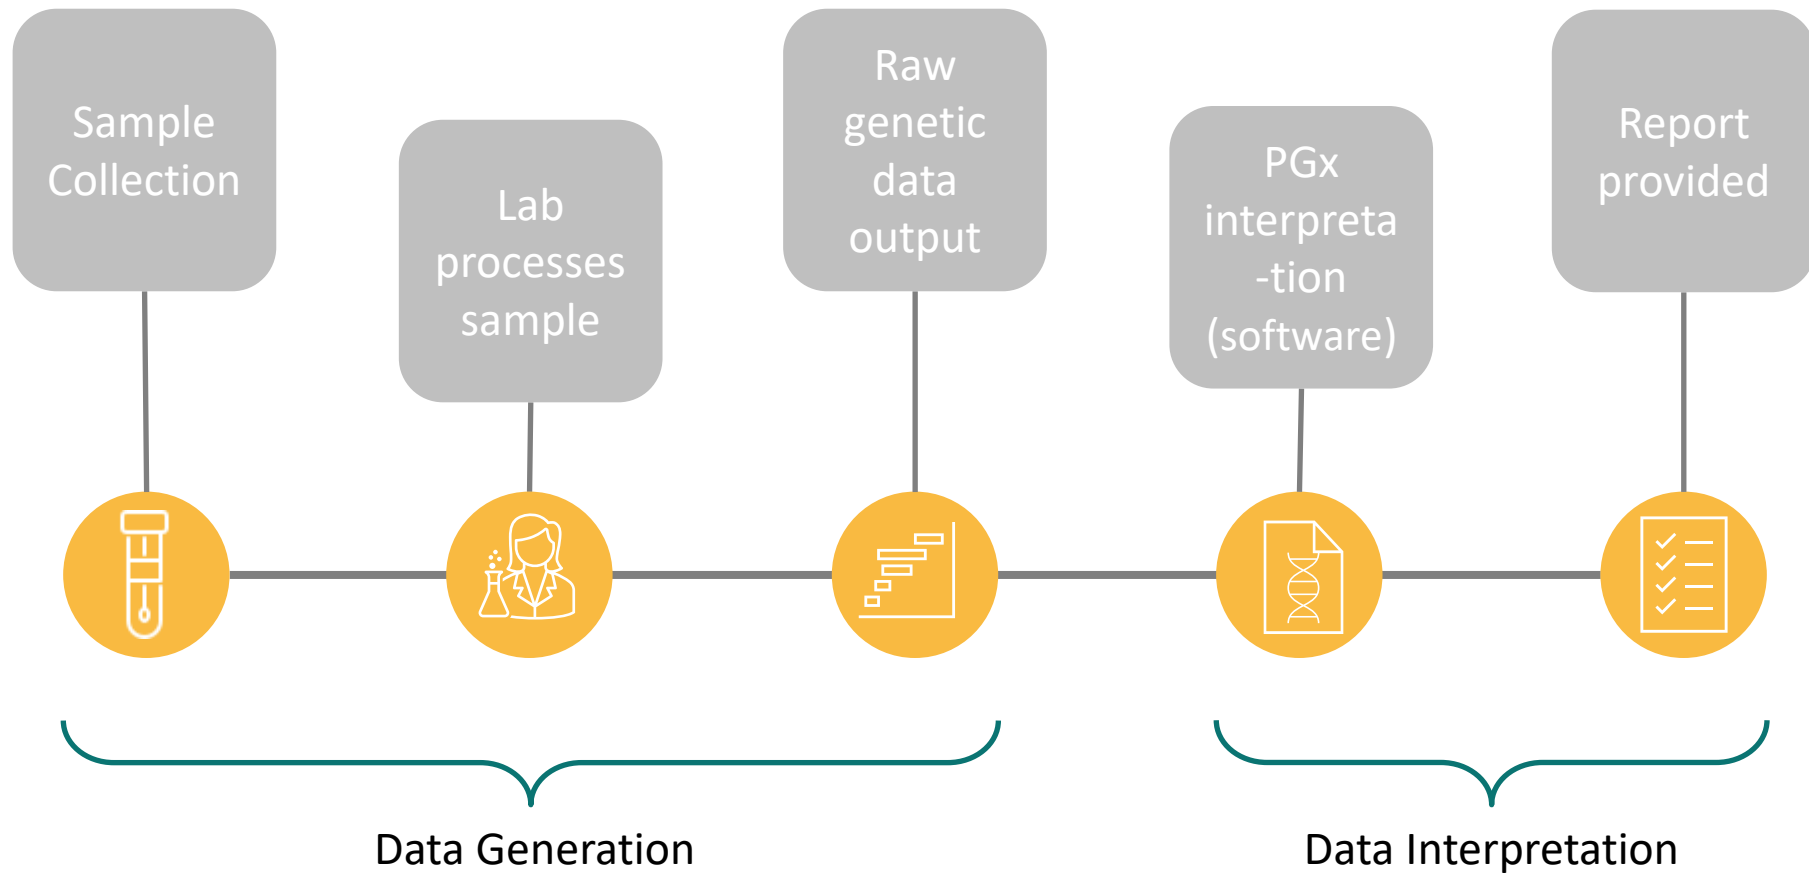 Sample
Collection
Lab
processes
sample
Raw
genetic
data
output
PGx
interpreta
-tion
(software)
Report
provided
Data Generation
Data Interpretation